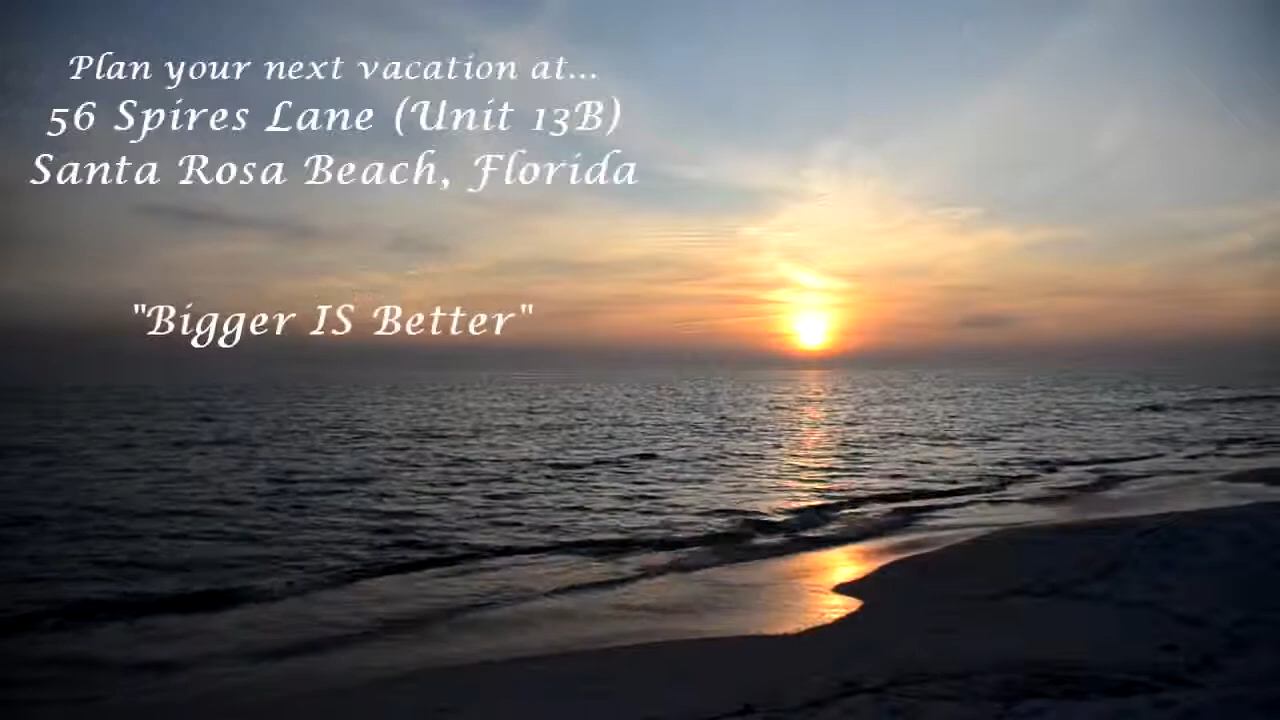 Plan your next vacation at...
56 Spires Lane (Unit 13B)
Santa Rosa Beach, Florida
"Bigger IS Better"